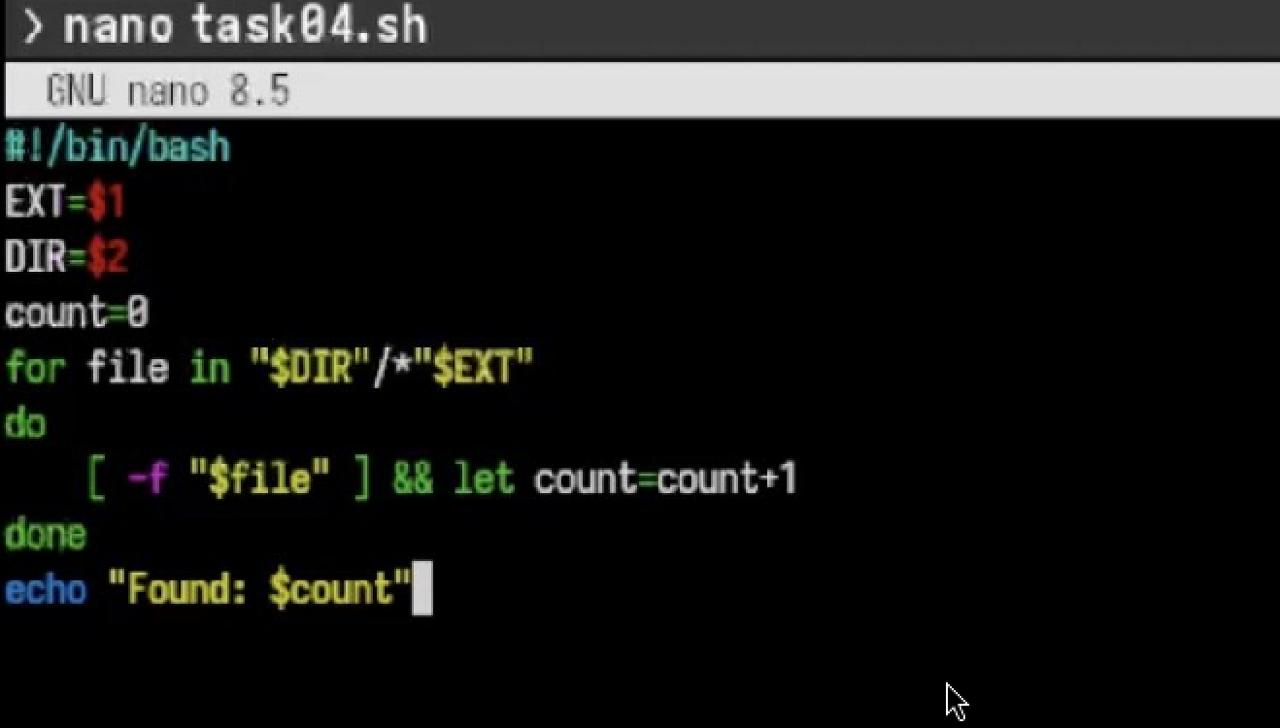 ❯ nano task04.sh
GNU nano 8.5
#!/bin/bash
EXT=$1
DIR=$2
count=0
for file in "$DIR"/*"$EXT"
do
    [ -f "$file" ] && let count=count+1
done
echo "Found: $count"